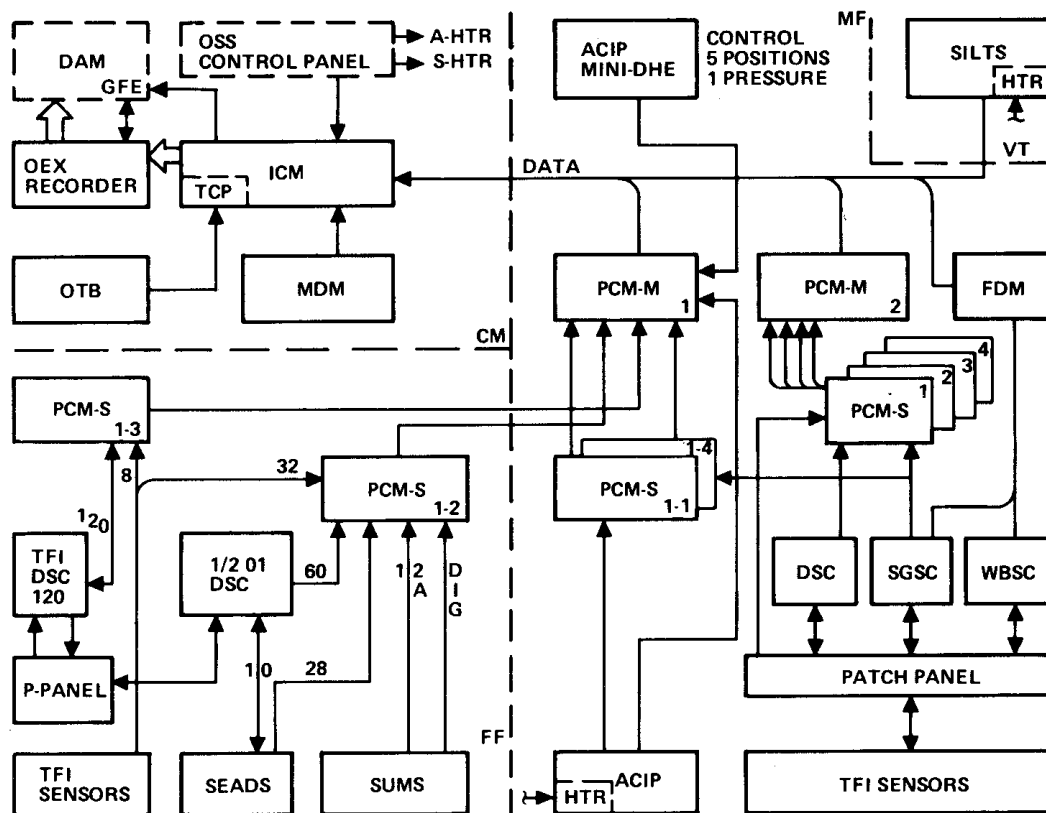 DAM
GFE
OSS
CONTROL PANEL
A-HTR
S-HTR
ACIP
MINI-DHE
CONTROL
5 POSITIONS
1 PRESSURE
MF
SILTS
HTR
VT
OEX
RECORDER
ICM
TCP
DATA
OTB
MDM
PCM-M
1
PCM-M
2
FDM
CM
PCM-S
1-3
8
32
PCM-S
1-2
1-4
PCM-S
1-1
4
3
2
1
PCM-S
120
TFI
DSC
120
1/2 01
DSC
60
12
A
DIG
DSC
SGSC
WBSC
P-PANEL
10
28
PATCH PANEL
FF
TFI
SENSORS
SEADS
SUMS
ACIP
HTR
TFI SENSORS